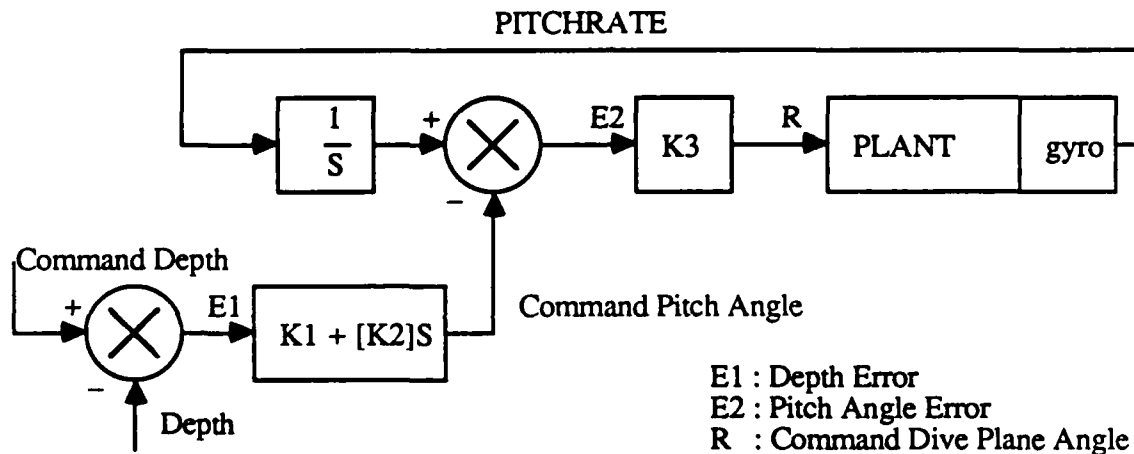 PITCHRATE
1
S
+
−
E2
K3
R
PLANT
gyro
Command Depth
+
−
E1
K1 + [K2]S
Command Pitch Angle
Depth
E1 : Depth Error
E2 : Pitch Angle Error
R : Command Dive Plane Angle